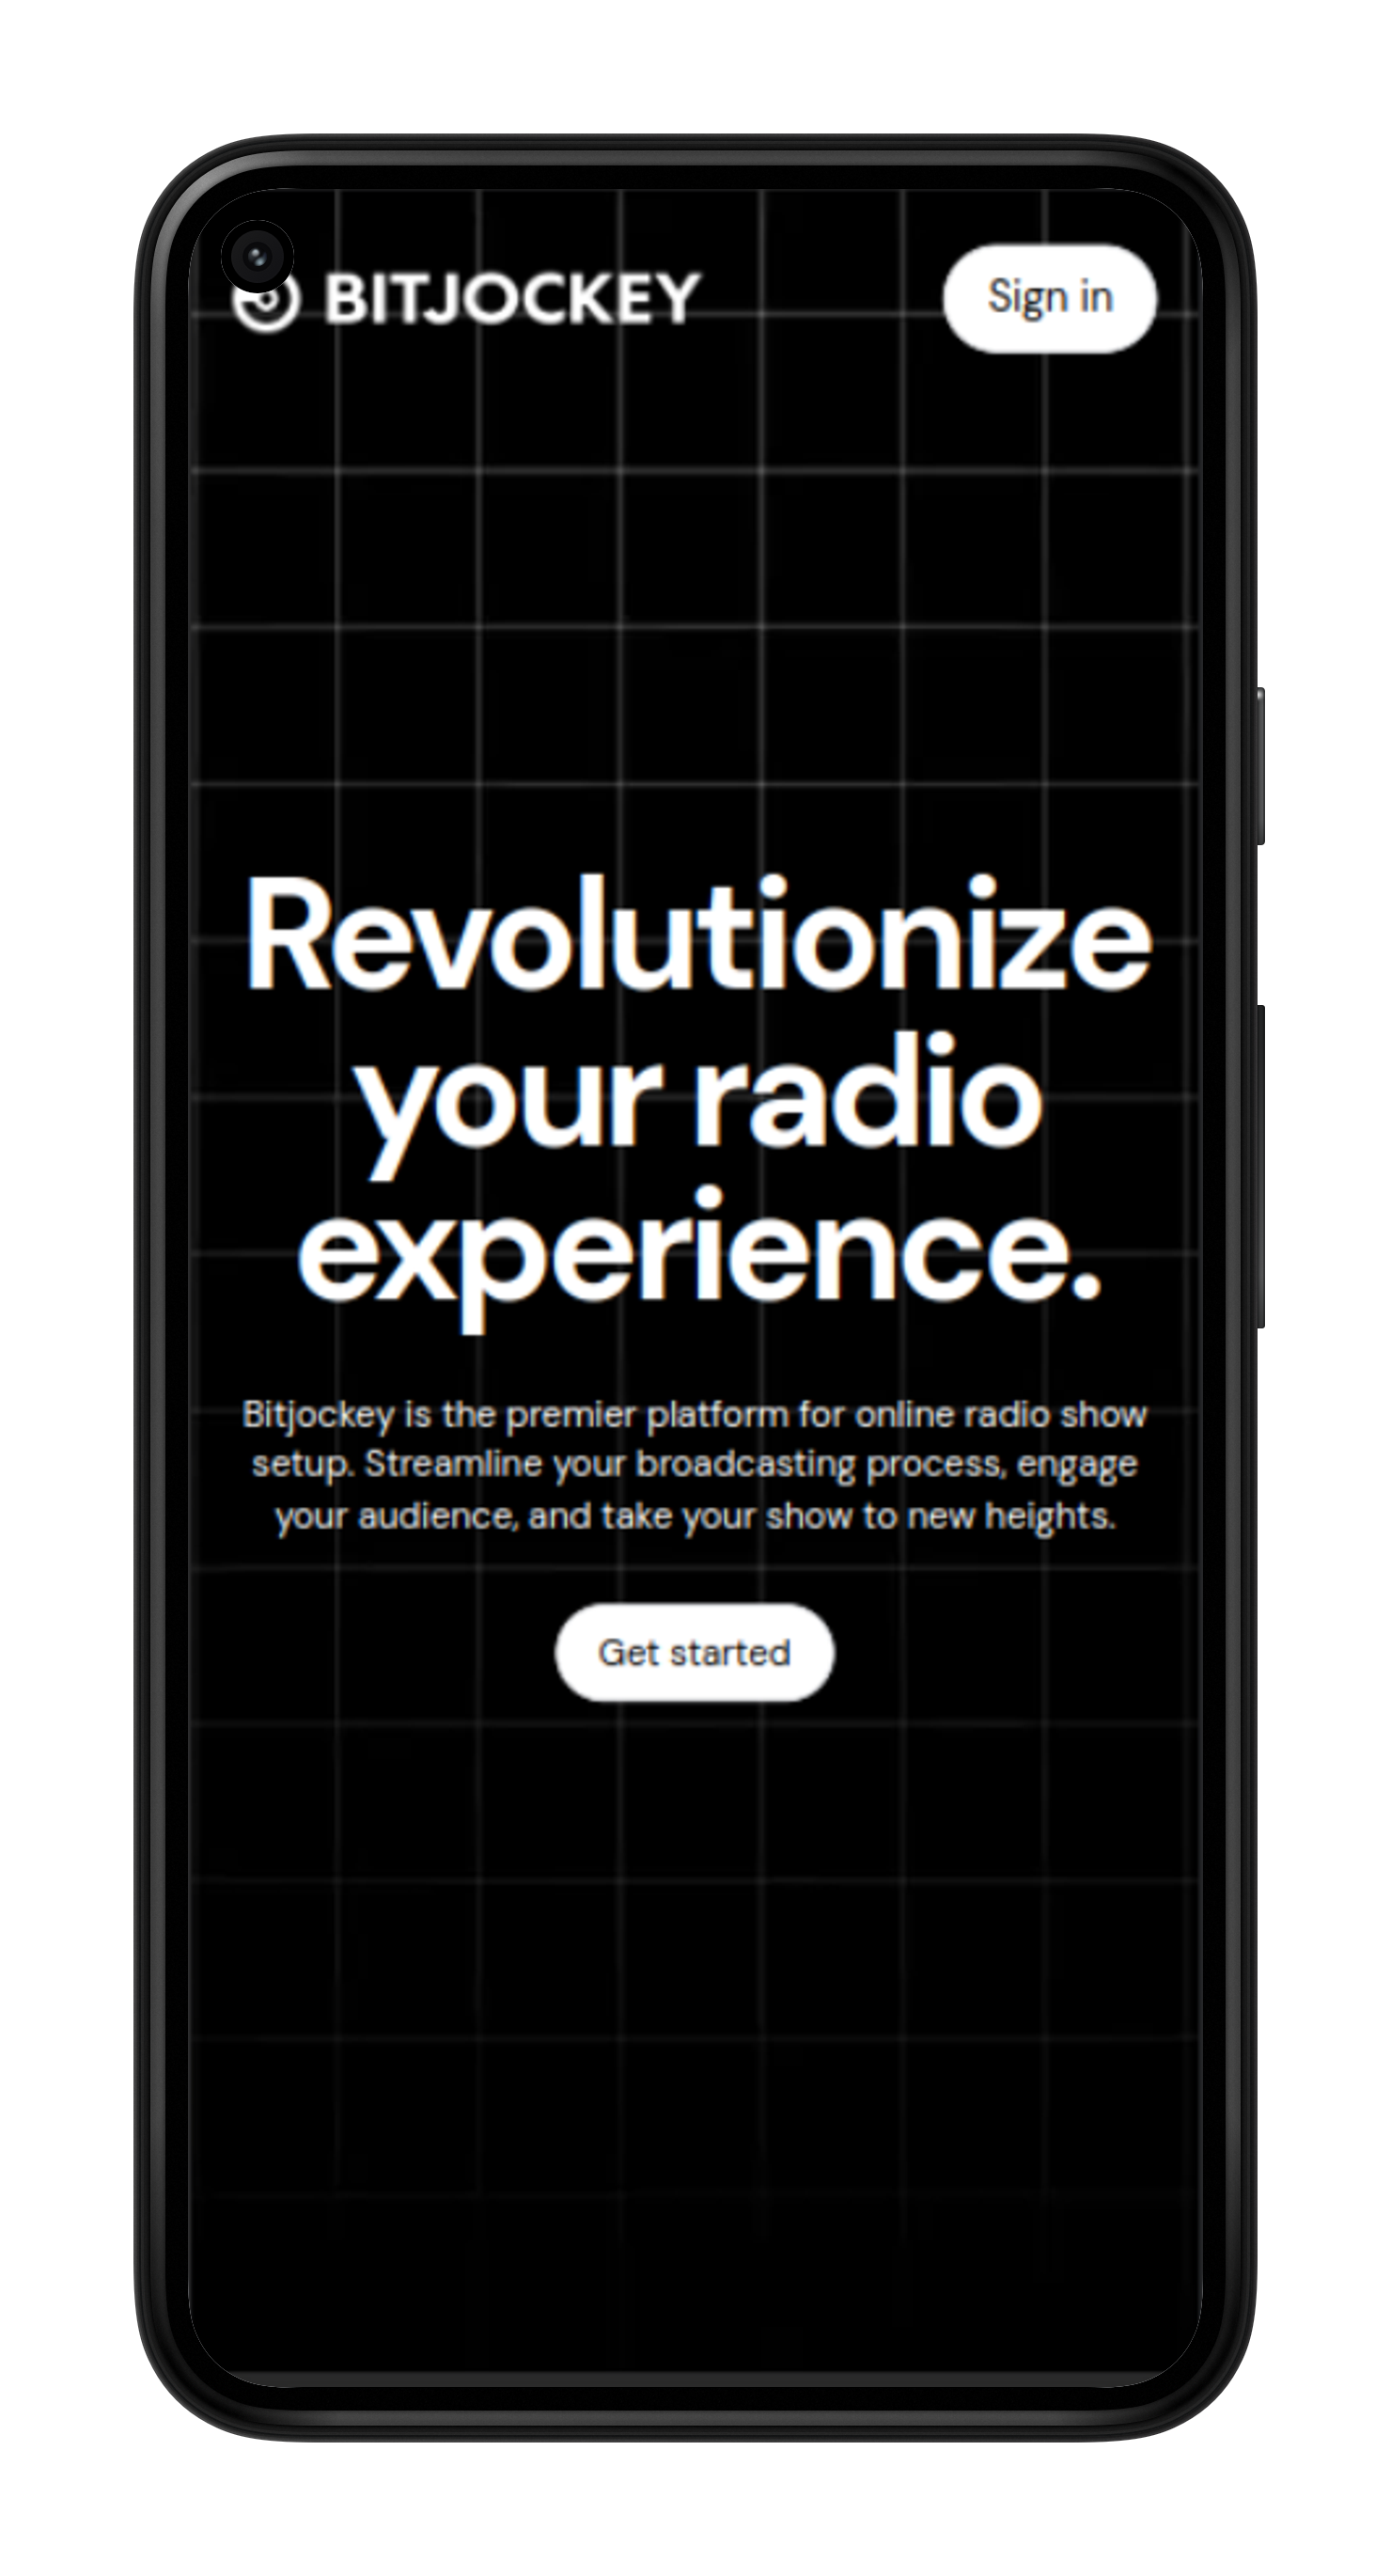 BITJOCKEY
Sign in
Revolutionize
your radio
experience.
Bitjockey is the premier platform for online radio show
setup. Streamline your broadcasting process, engage
your audience, and take your show to new heights.
Get started